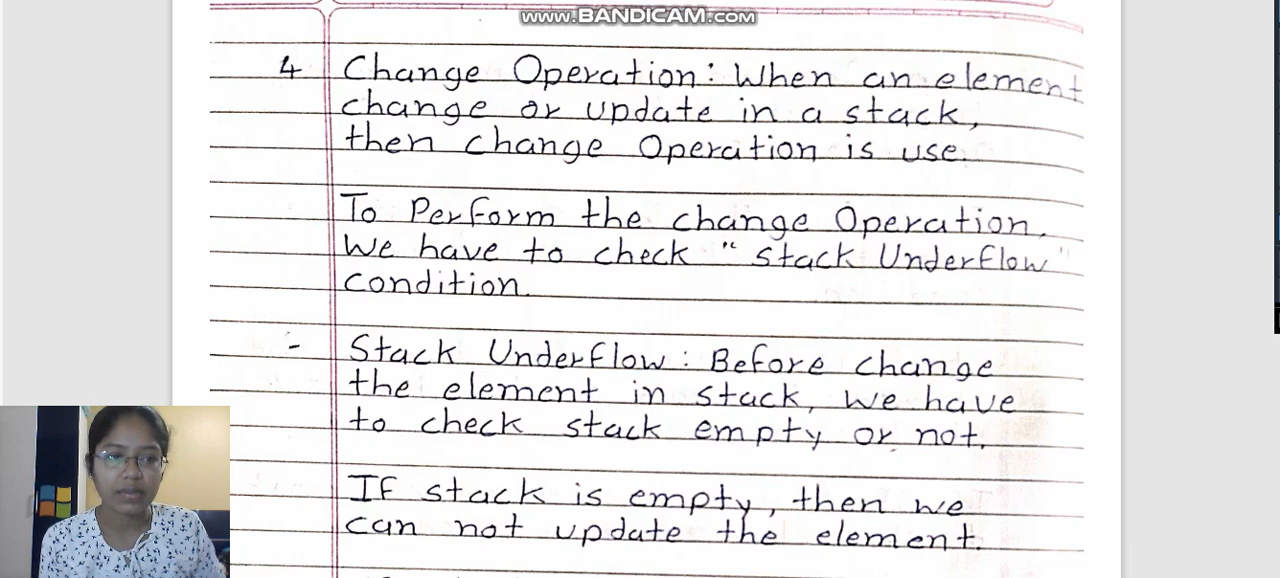 www.BANDICAM.com
4 Change Operation: When an element
change or update in a stack,
then change Operation is use.
To Perform the change Operation,
We have to check "Stack Underflow"
condition.
- Stack Underflow: Before change
the element in stack, we have
to check stack empty or not.
If stack is empty, then we
can not update the element.